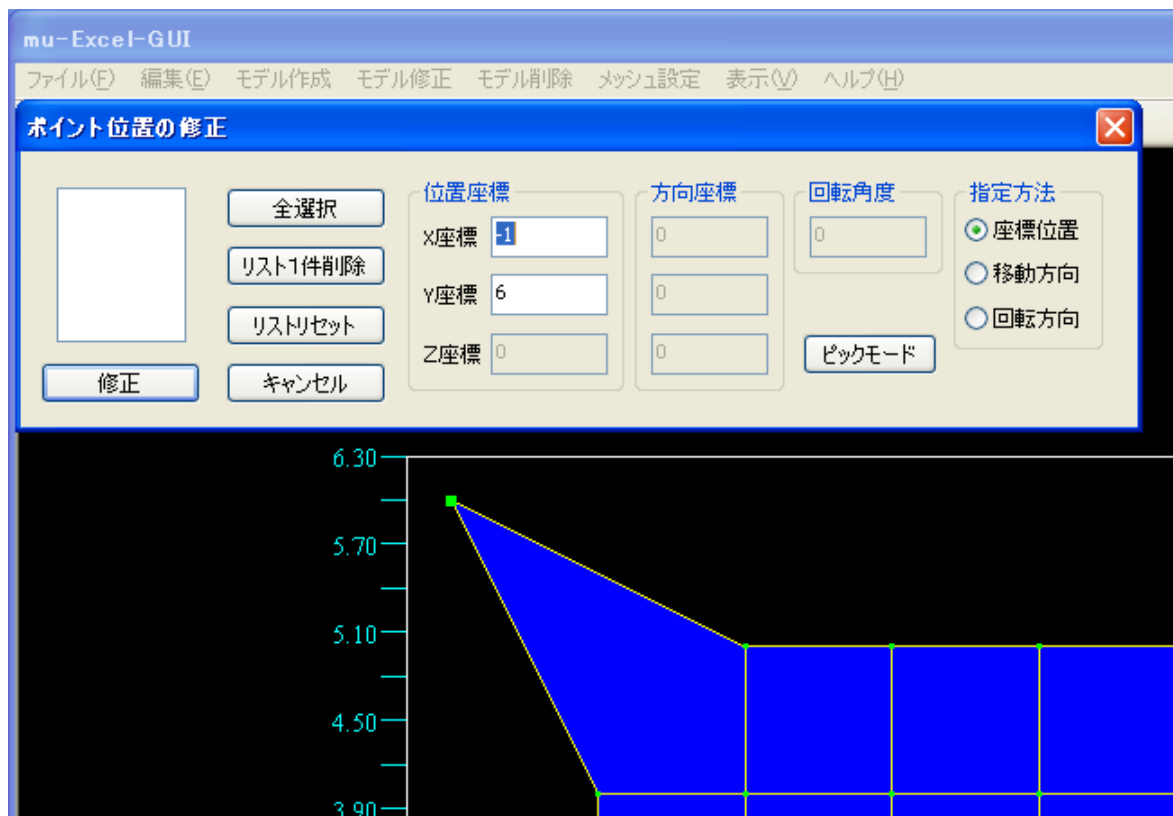 mu-Excel-GUI
ファイル(F) 編集(E) モデル作成 モデル修正 モデル削除 メッシュ設定 表示(V) ヘルプ(H)
ポイント位置の修正
全選択
リスト1件削除
リストリセット
修正
キャンセル
位置座標
X座標 -1
Y座標 6
Z座標 0
方向座標
0
0
0
回転角度
0
ピックモード
指定方法
座標位置
移動方向
回転方向
6.30
5.70
5.10
4.50
3.90